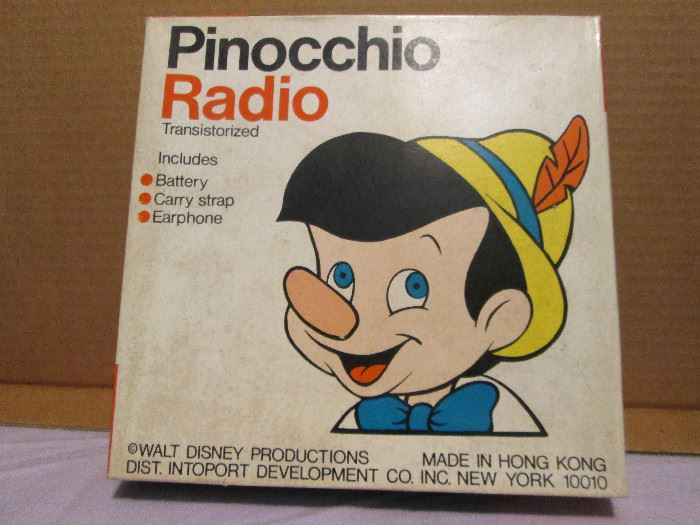 Pinocchio
Radio
Transistorized
Includes
Battery
Carry strap
Earphone
©WALT DISNEY PRODUCTIONS MADE IN HONG KONG
DIST. INTOPORT DEVELOPMENT CO. INC. NEW YORK 10010